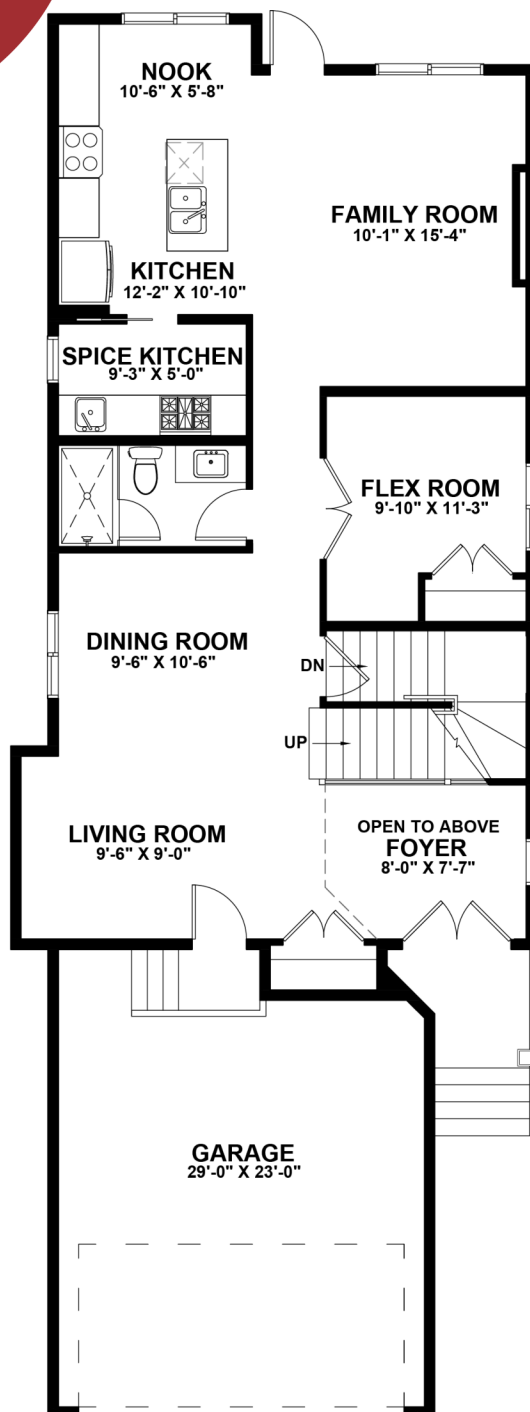 NOOK
10'-6" X 5'-8"
FAMILY ROOM
10'-1" X 15'-4"
KITCHEN
12'-2" X 10'-10"
SPICE KITCHEN
9'-3" X 5'-0"
FLEX ROOM
9'-10" X 11'-3"
DINING ROOM
9'-6" X 10'-6"
DN
UP
LIVING ROOM
9'-6" X 9'-0"
OPEN TO ABOVE
FOYER
8'-0" X 7'-7"
GARAGE
29'-0" X 23'-0"